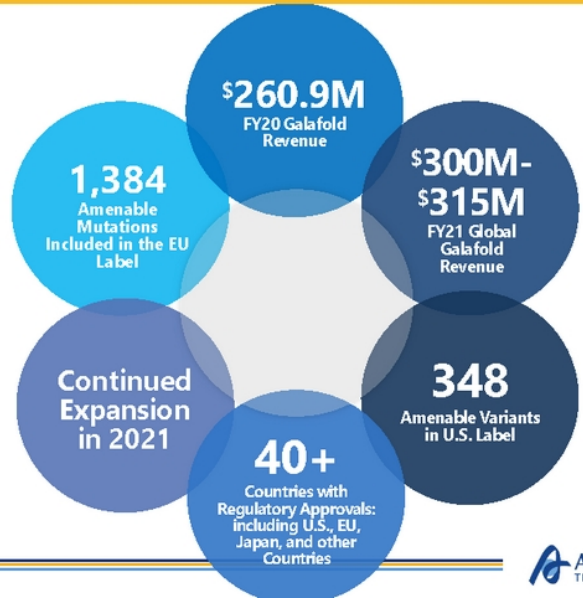 $260.9M
FY20 Galafold
Revenue
$300M-
$315M
FY21 Global
Galafold
Revenue
348
Amenable Variants
in U.S. Label
40+
Countries with
Regulatory Approvals:
including U.S., EU,
Japan, and other
Countries
Continued
Expansion
in 2021
1,384
Amenable
Mutations
Included in the EU
Label